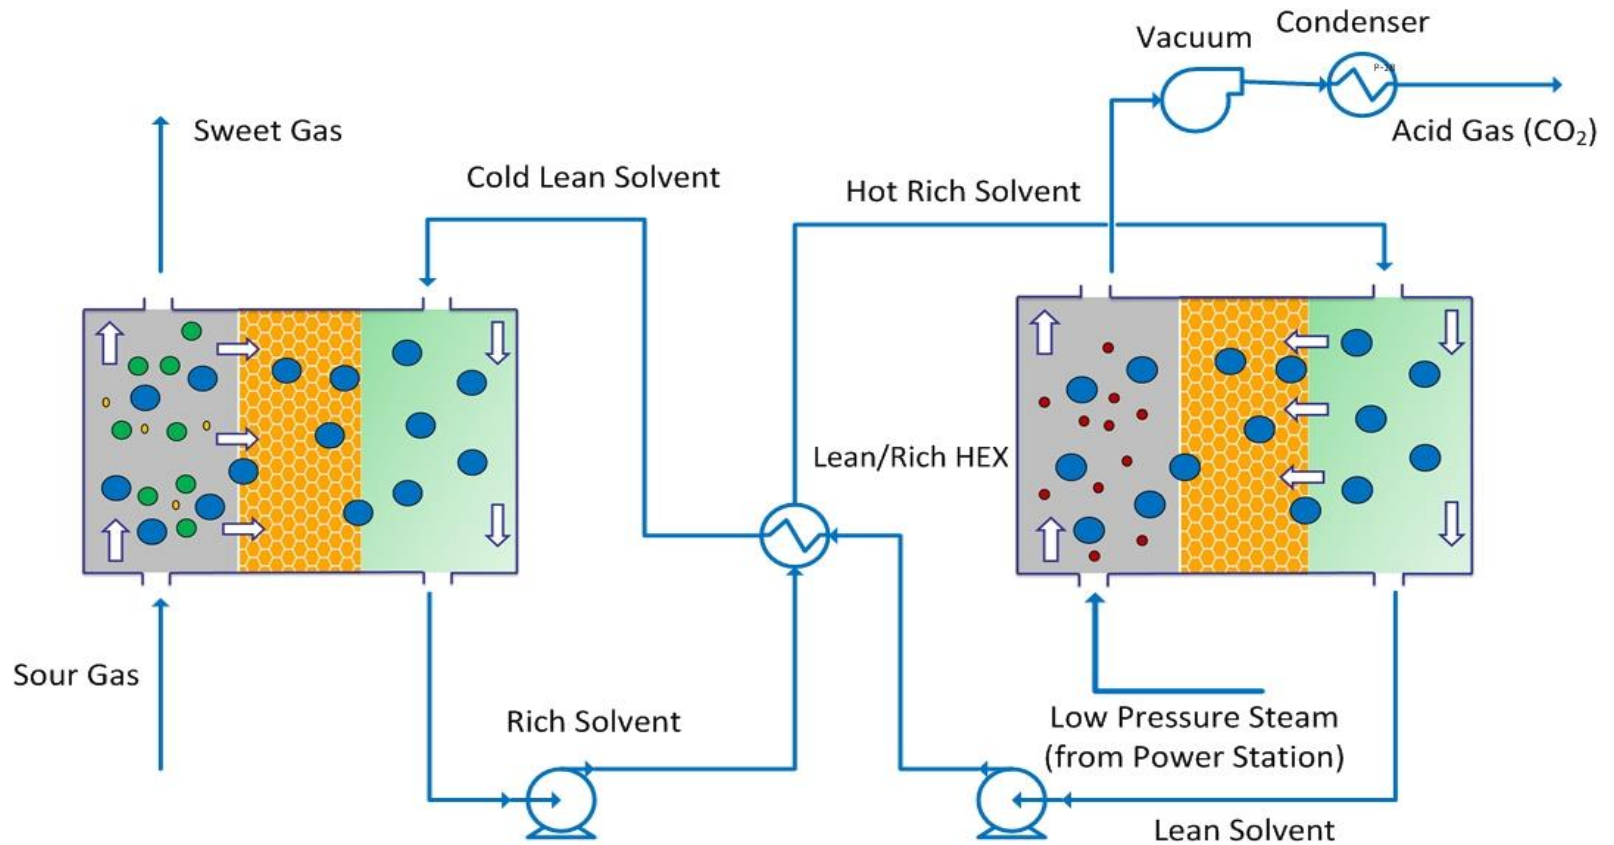 Condenser
Vacuum
P-28
Sweet Gas
Acid Gas (CO₂)
Cold Lean Solvent
Hot Rich Solvent
Lean/Rich HEX
Sour Gas
Rich Solvent
Low Pressure Steam
(from Power Station)
Lean Solvent